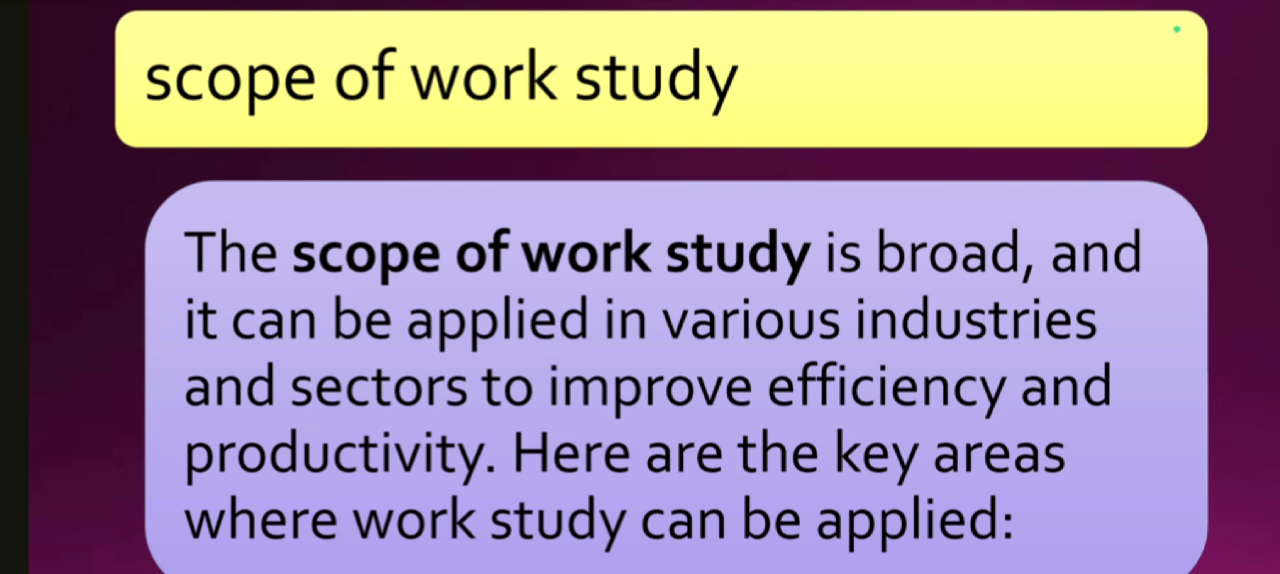 scope of work study
The scope of work study is broad, and
it can be applied in various industries
and sectors to improve efficiency and
productivity. Here are the key areas
where work study can be applied: